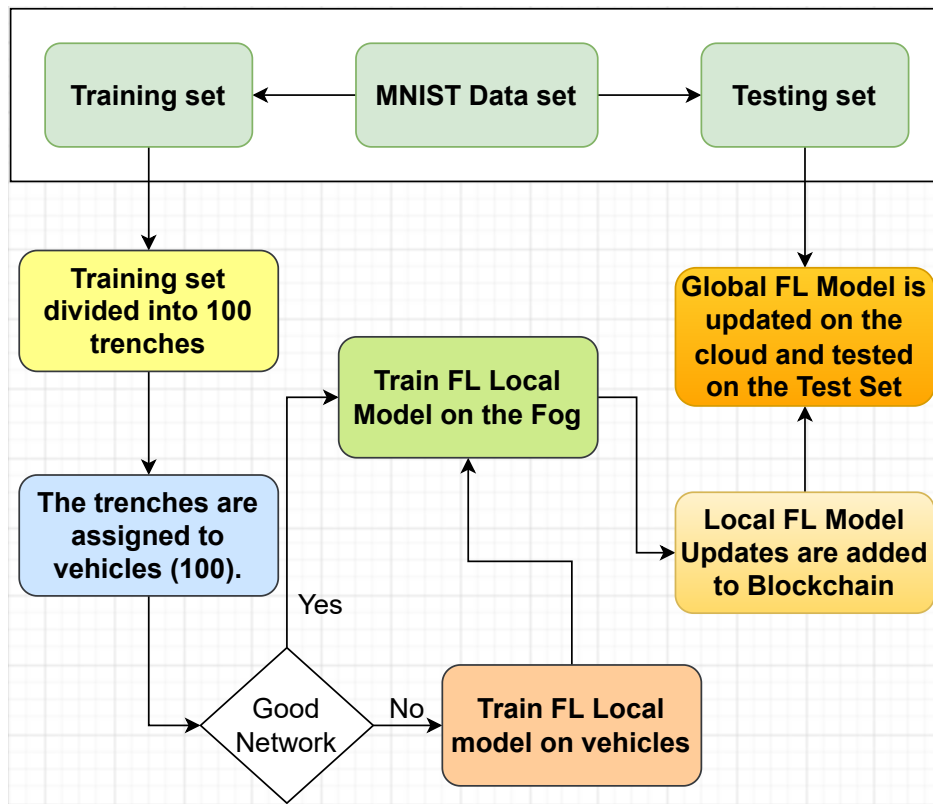 Training set
MNIST Data set
Testing set
Training set
divided into 100
trenches
Global FL Model is
updated on the
cloud and tested
on the Test Set
Train FL Local
Model on the Fog
The trenches are
assigned to
vehicles (100).
Local FL Model
Updates are added
to Blockchain
Yes
Good
Network
No
Train FL Local
model on vehicles